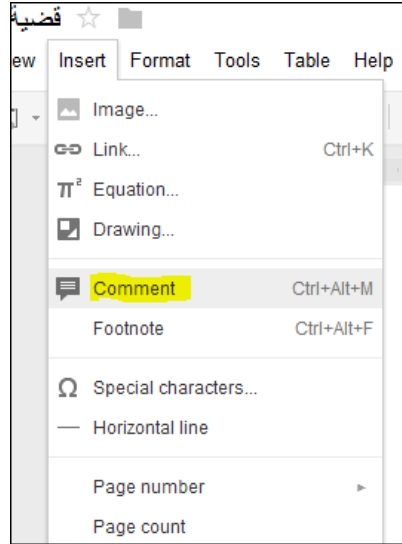 قضية
ew Insert Format Tools Table Help
Image...
Link... Ctrl+K
π² Equation...
Drawing...
Comment Ctrl+Alt+M
Footnote Ctrl+Alt+F
Ω Special characters...
Horizontal line
Page number
Page count